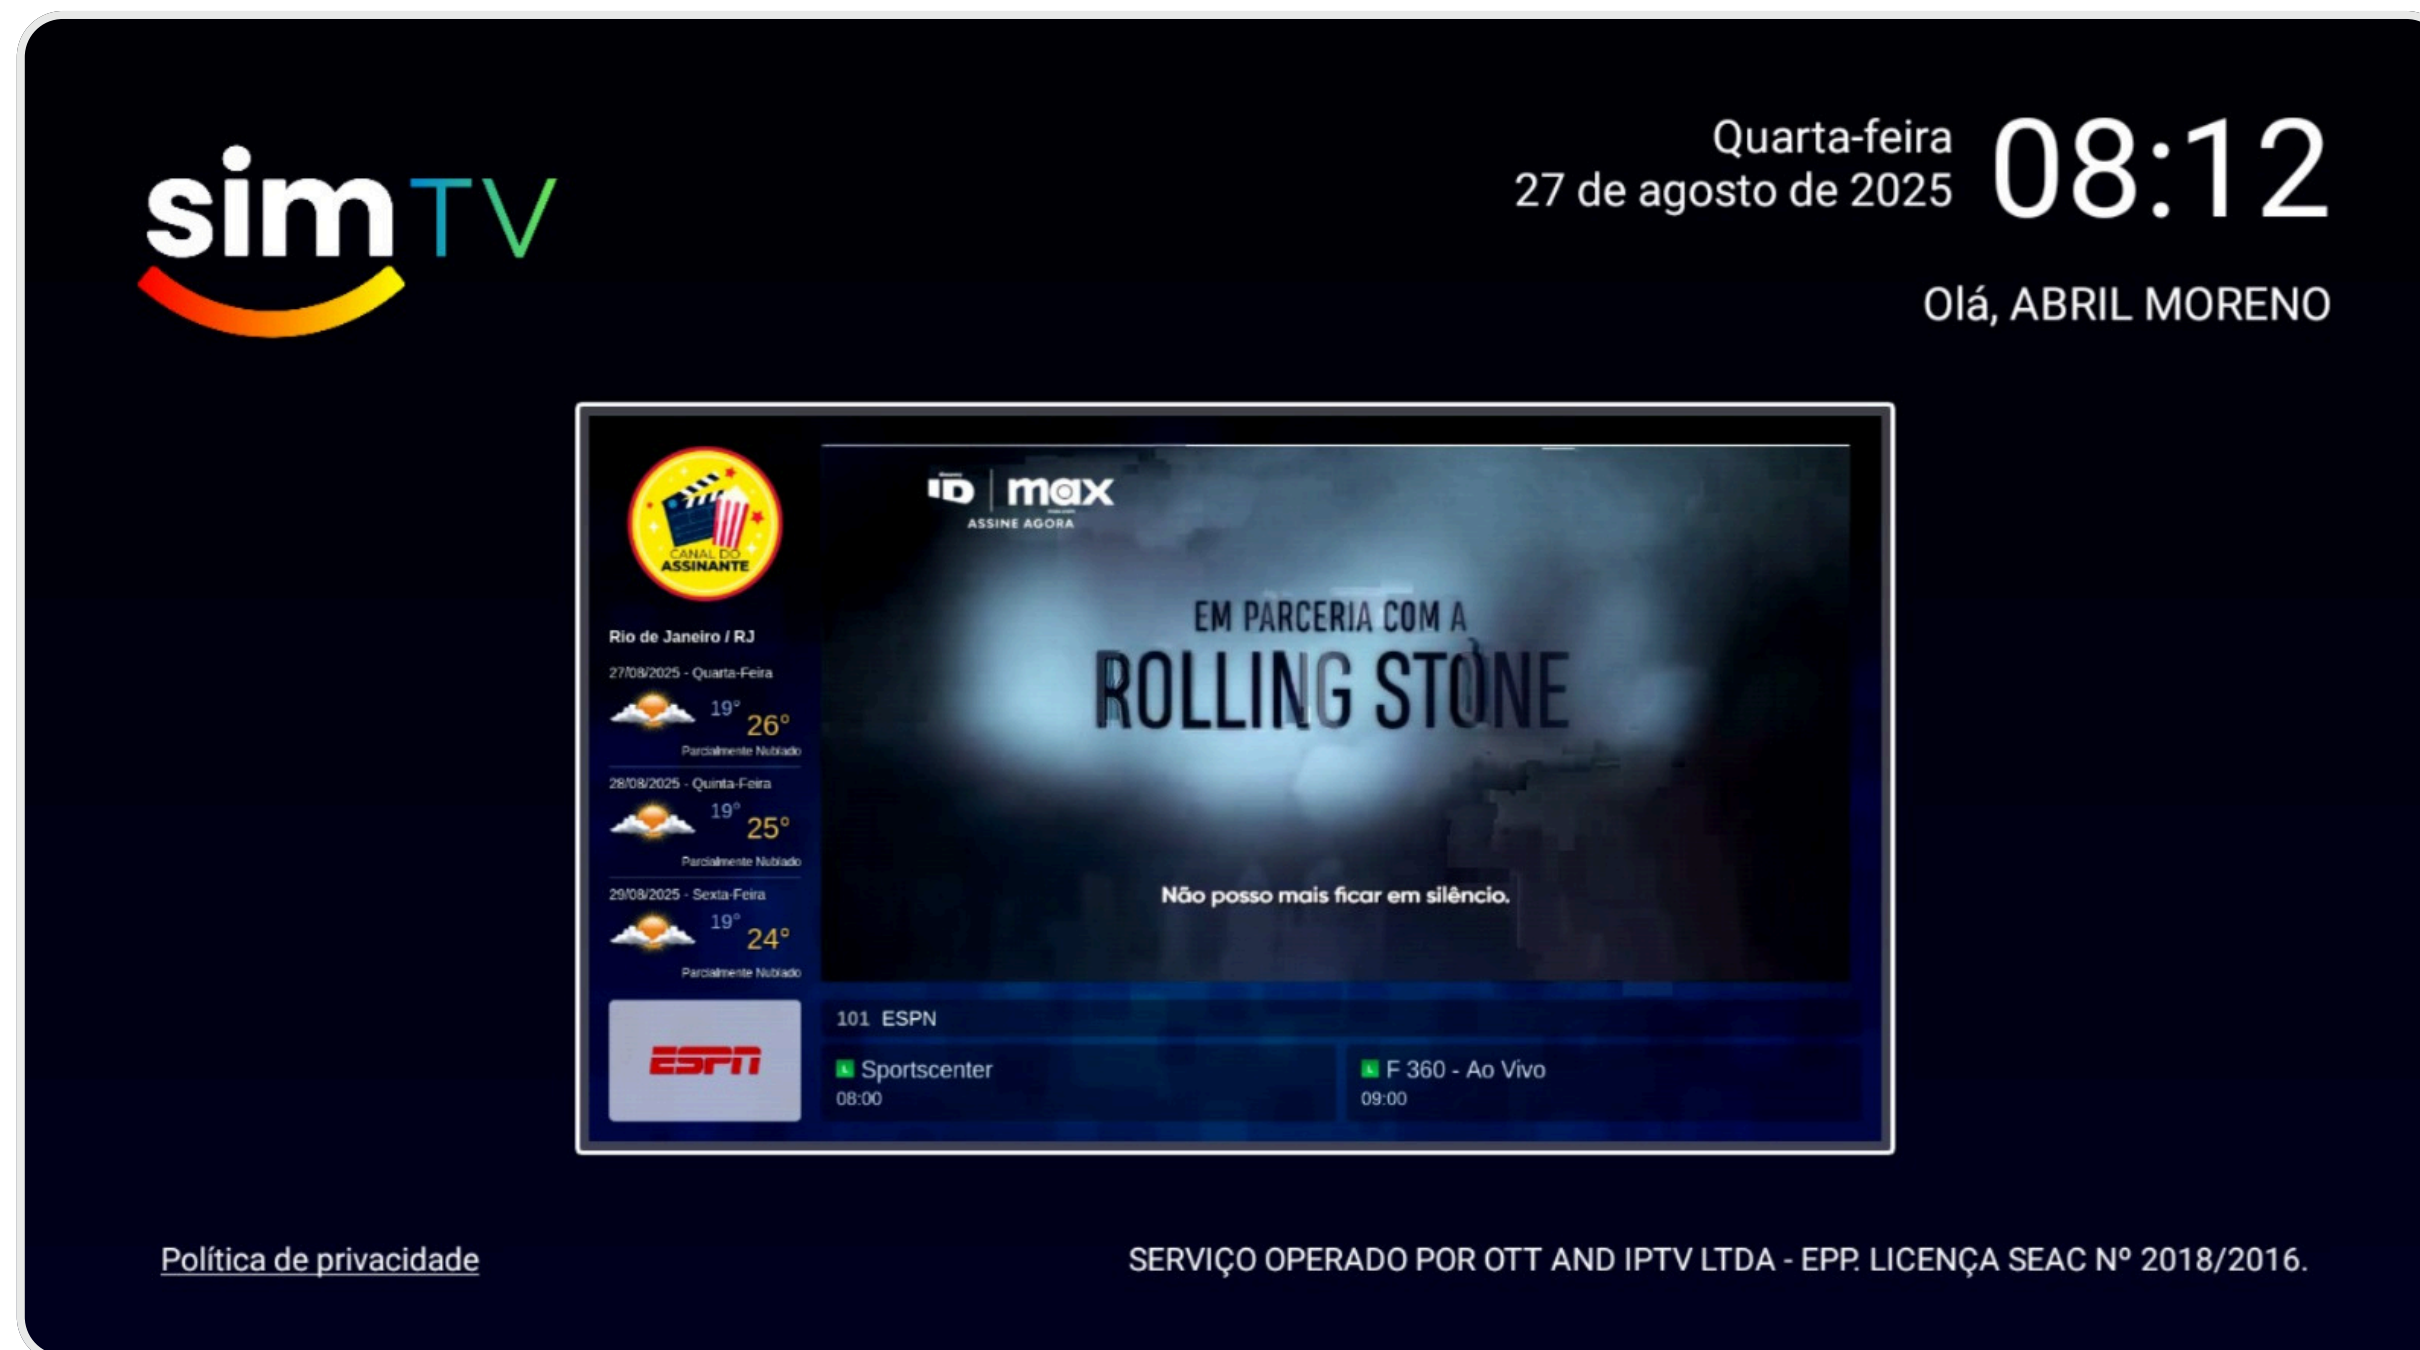 sim TV
Quarta-feira
27 de agosto de 2025
08:12
Olá, ABRIL MORENO
CANAL DO
ASSINANTE
Rio de Janeiro / RJ
27/08/2025 - Quarta-Feira
19°
26°
Parcialmente Nublado
28/08/2025 - Quinta-Feira
19°
25°
Parcialmente Nublado
29/08/2025 - Sexta-Feira
19°
24°
Parcialmente Nublado
ID | max
ASSINE AGORA
EM PARCERIA COM A
ROLLING STONE
Não posso mais ficar em silêncio.
ESPN
101 ESPN
L Sportscenter
08:00
L F 360 - Ao Vivo
09:00
Política de privacidade
SERVIÇO OPERADO POR OTT AND IPTV LTDA - EPP. LICENÇA SEAC Nº 2018/2016.